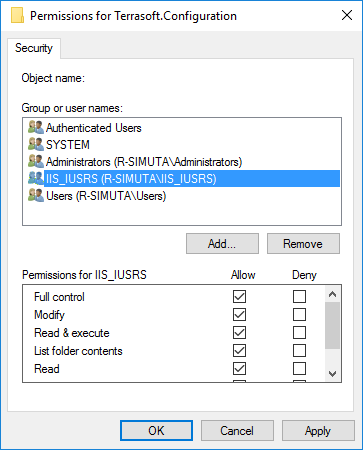 Permissions for Terrasoft.Configuration
Security
Object name:
Group or user names:
Authenticated Users
SYSTEM
Administrators (R-SIMUTA\Administrators)
IIS_IUSRS (R-SIMUTA\IIS_IUSRS)
Users (R-SIMUTA\Users)
Add... Remove
Permissions for IIS_IUSRS Allow Deny
Full control
Modify
Read & execute
List folder contents
Read
OK Cancel Apply